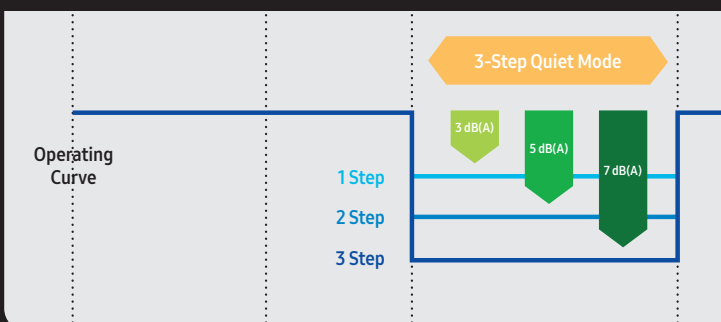 3-Step Quiet Mode
3 dB(A)
5 dB(A)
7 dB(A)
Operating
Curve
1 Step
2 Step
3 Step